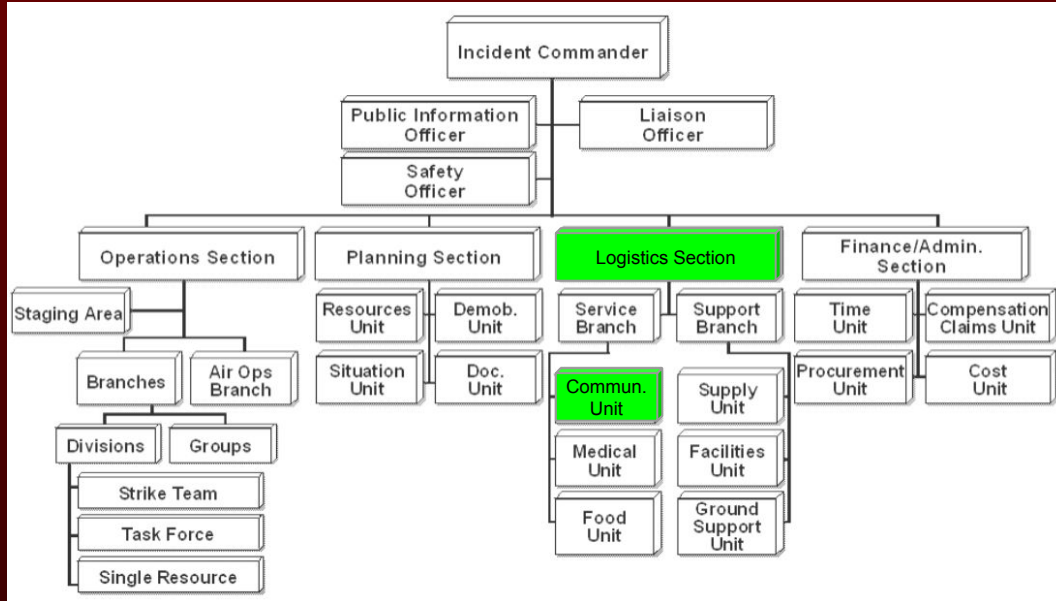 Incident Commander
Public Information
Officer
Liaison
Officer
Safety
Officer
Operations Section
Planning Section
Logistics Section
Finance/Admin.
Section
Staging Area
Resources
Unit
Demob.
Unit
Service
Branch
Support
Branch
Time
Unit
Compensation
Claims Unit
Branches
Air Ops
Branch
Situation
Unit
Doc.
Unit
Commun.
Unit
Supply
Unit
Procurement
Unit
Cost
Unit
Divisions
Groups
Medical
Unit
Facilities
Unit
Strike Team
Task Force
Single Resource
Food
Unit
Ground
Support
Unit